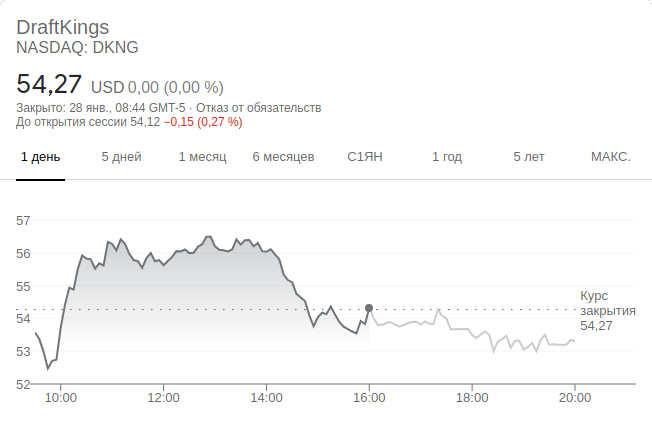 DraftKings
NASDAQ: DKNG
54,27 USD 0,00 (0,00 %)
Закрыто: 28 янв., 08:44 GMT-5 · Отказ от обязательств
До открытия сессии 54,12 −0,15 (0,27 %)
1 день 5 дней 1 месяц 6 месяцев С1ЯН 1 год 5 лет МАКС.
57
56
55
54
53
52
Курс
закрытия
54,27
10:00 12:00 14:00 16:00 18:00 20:00